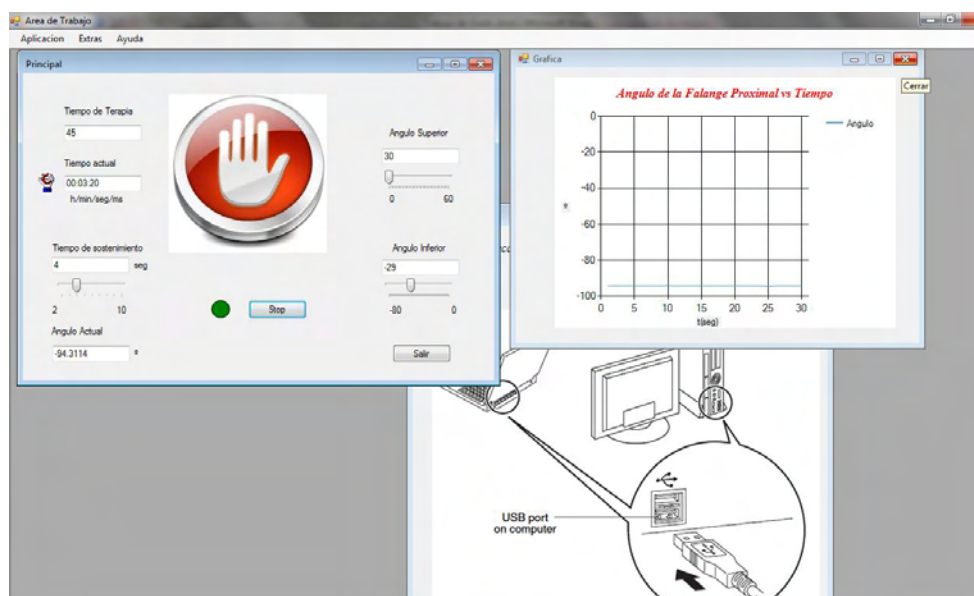 Area de Trabajo
Aplicacion Extras Ayuda
Principal
Tiempo de Terapia
45
Tiempo actual
00:03:20
h/min/seg/ms
Tiempo de sostenimiento
4 seg
2 10
Angulo Actual
-94.3114 º
Stop
Angulo Superior
30
0 60
Angulo Inferior
-29
-80 0
Salir
Grafica
Cerrar
Angulo de la Falange Proximal vs Tiempo
Angulo
0
-20
-40
-60
-80
-100
0 5 10 15 20 25 30
t(seg)
USB port
on computer